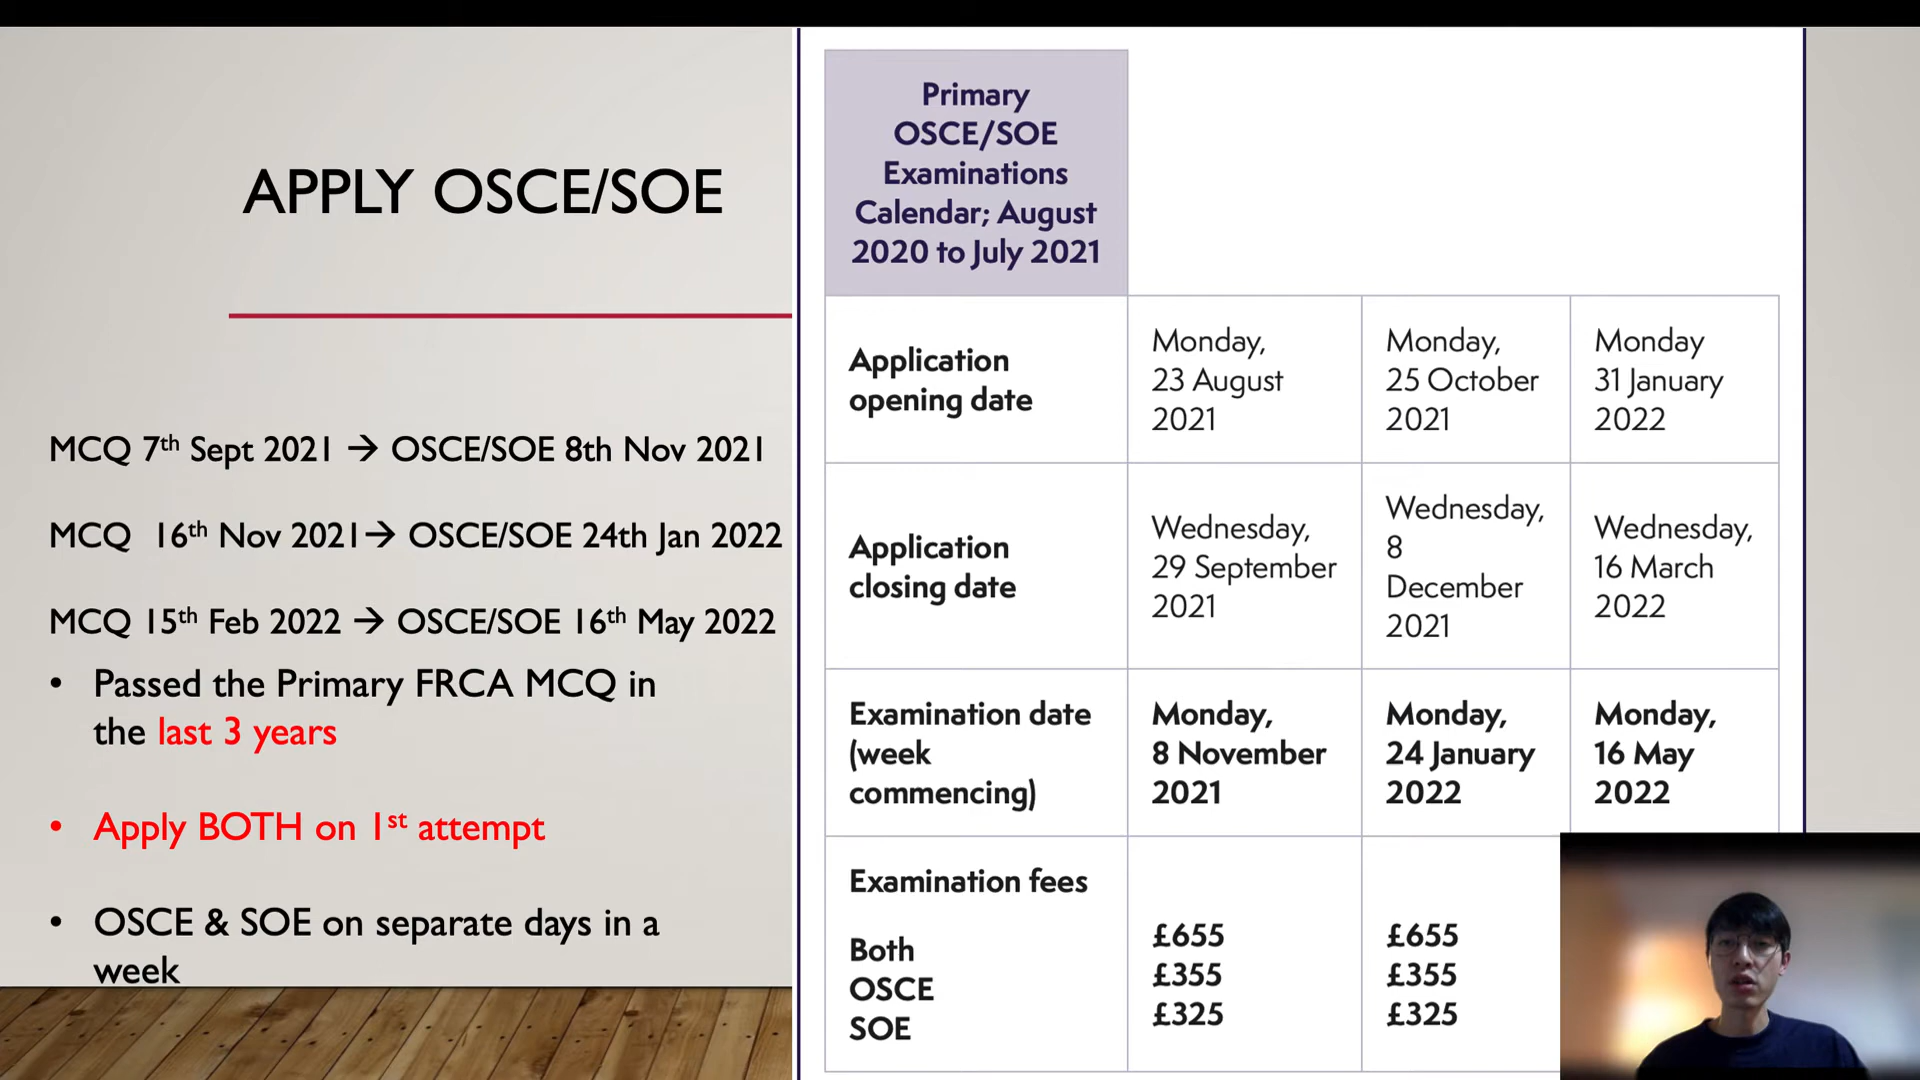 APPLY OSCE/SOE
MCQ 7th Sept 2021 → OSCE/SOE 8th Nov 2021
MCQ 16th Nov 2021→ OSCE/SOE 24th Jan 2022
MCQ 15th Feb 2022 → OSCE/SOE 16th May 2022
• Passed the Primary FRCA MCQ in
the last 3 years
• Apply BOTH on 1st attempt
• OSCE & SOE on separate days in a
week
Primary
OSCE/SOE
Examinations
Calendar; August
2020 to July 2021
Application
opening date
Monday,
23 August
2021
Monday,
25 October
2021
Monday
31 January
2022
Application
closing date
Wednesday,
29 September
2021
Wednesday,
8
December
2021
Wednesday,
16 March
2022
Examination date
(week
commencing)
Monday,
8 November
2021
Monday,
24 January
2022
Monday,
16 May
2022
Examination fees
Both
OSCE
SOE
£655
£355
£325
£655
£355
£325